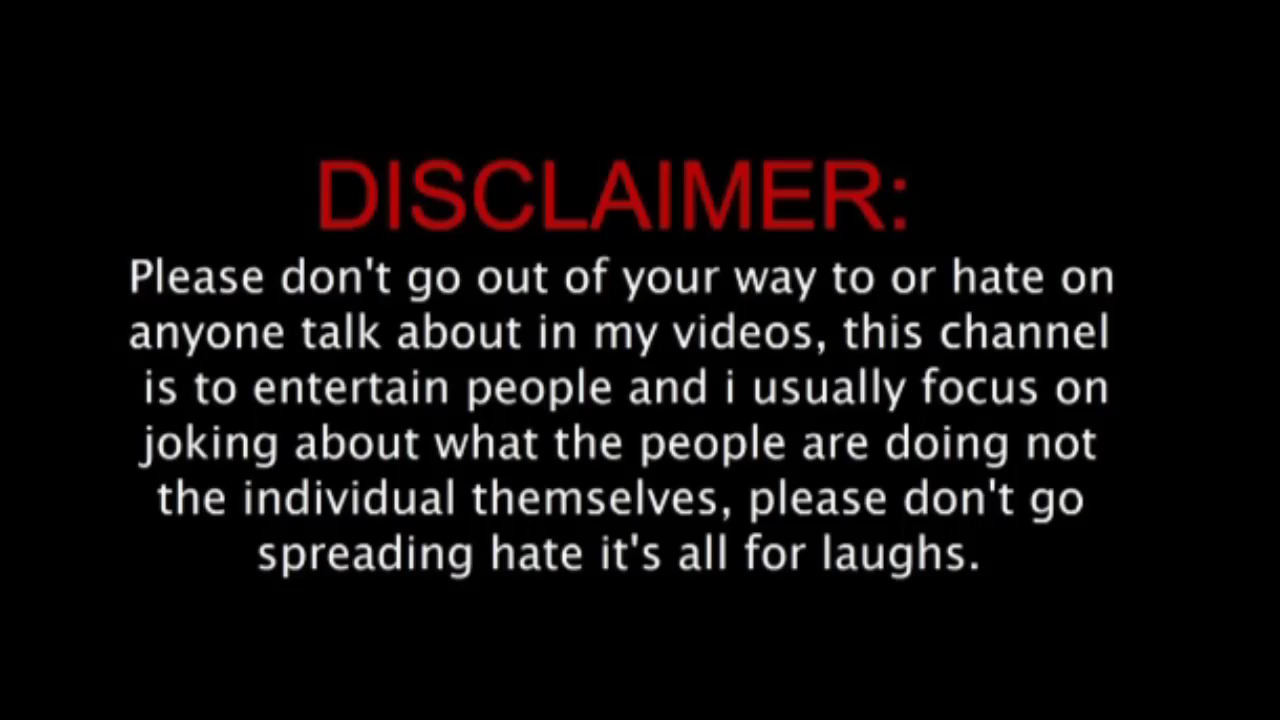 DISCLAIMER:
Please don't go out of your way to or hate on
anyone talk about in my videos, this channel
is to entertain people and i usually focus on
joking about what the people are doing not
the individual themselves, please don't go
spreading hate it's all for laughs.